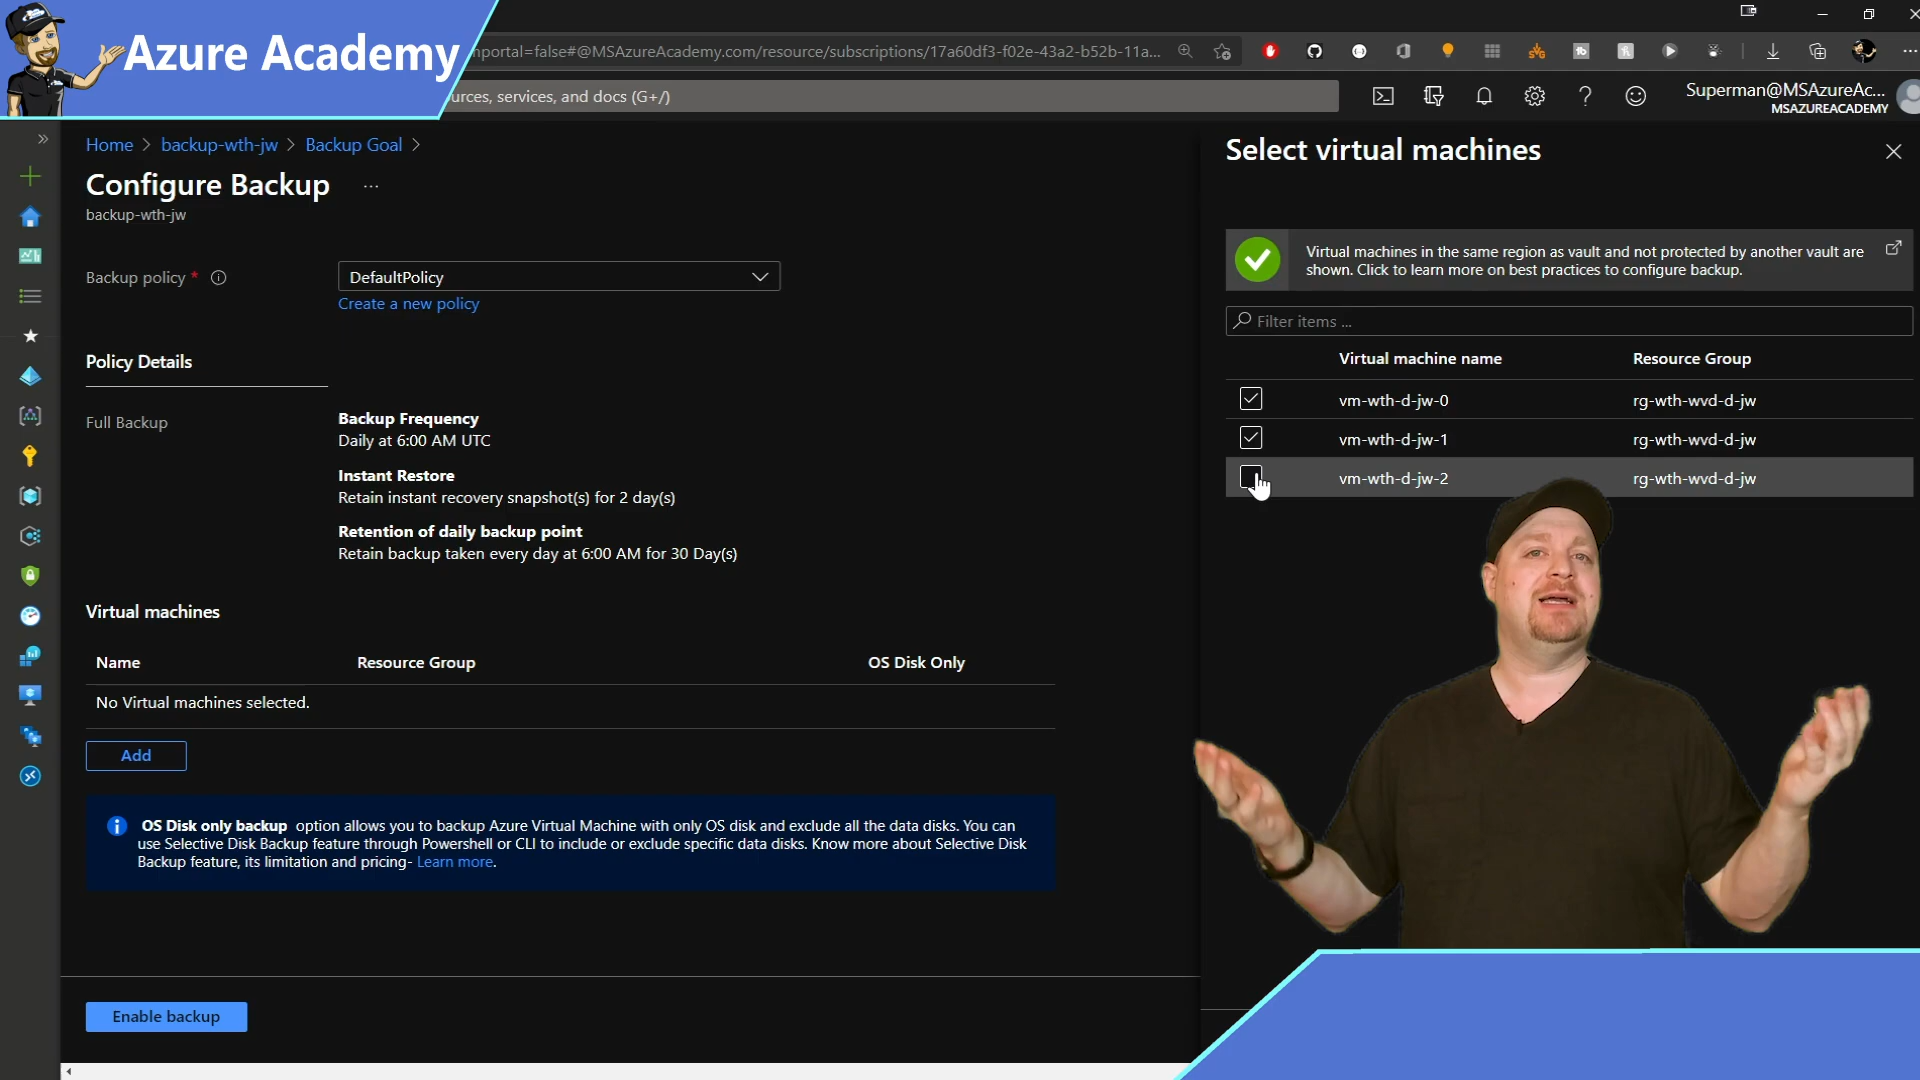 Azure Academy
portal=false#@MSAzureAcademy.com/resource/subscriptions/17a60df3-f02e-43a2-b52b-11a...
urces, services, and docs (G+/)
Superman@MSAzureAc...
MSAZUREACADEMY
Home > backup-wth-jw > Backup Goal >
Configure Backup ...
backup-wth-jw
Backup policy *
DefaultPolicy
Create a new policy
Policy Details
Full Backup
Backup Frequency
Daily at 6:00 AM UTC
Instant Restore
Retain instant recovery snapshot(s) for 2 day(s)
Retention of daily backup point
Retain backup taken every day at 6:00 AM for 30 Day(s)
Virtual machines
Name Resource Group OS Disk Only
No Virtual machines selected.
Add
OS Disk only backup option allows you to backup Azure Virtual Machine with only OS disk and exclude all the data disks. You can
use Selective Disk Backup feature through Powershell or CLI to include or exclude specific data disks. Know more about Selective Disk
Backup feature, its limitation and pricing- Learn more.
Enable backup
Select virtual machines
Virtual machines in the same region as vault and not protected by another vault are
shown. Click to learn more on best practices to configure backup.
Filter items ...
Virtual machine name Resource Group
vm-wth-d-jw-0 rg-wth-wvd-d-jw
vm-wth-d-jw-1 rg-wth-wvd-d-jw
vm-wth-d-jw-2 rg-wth-wvd-d-jw